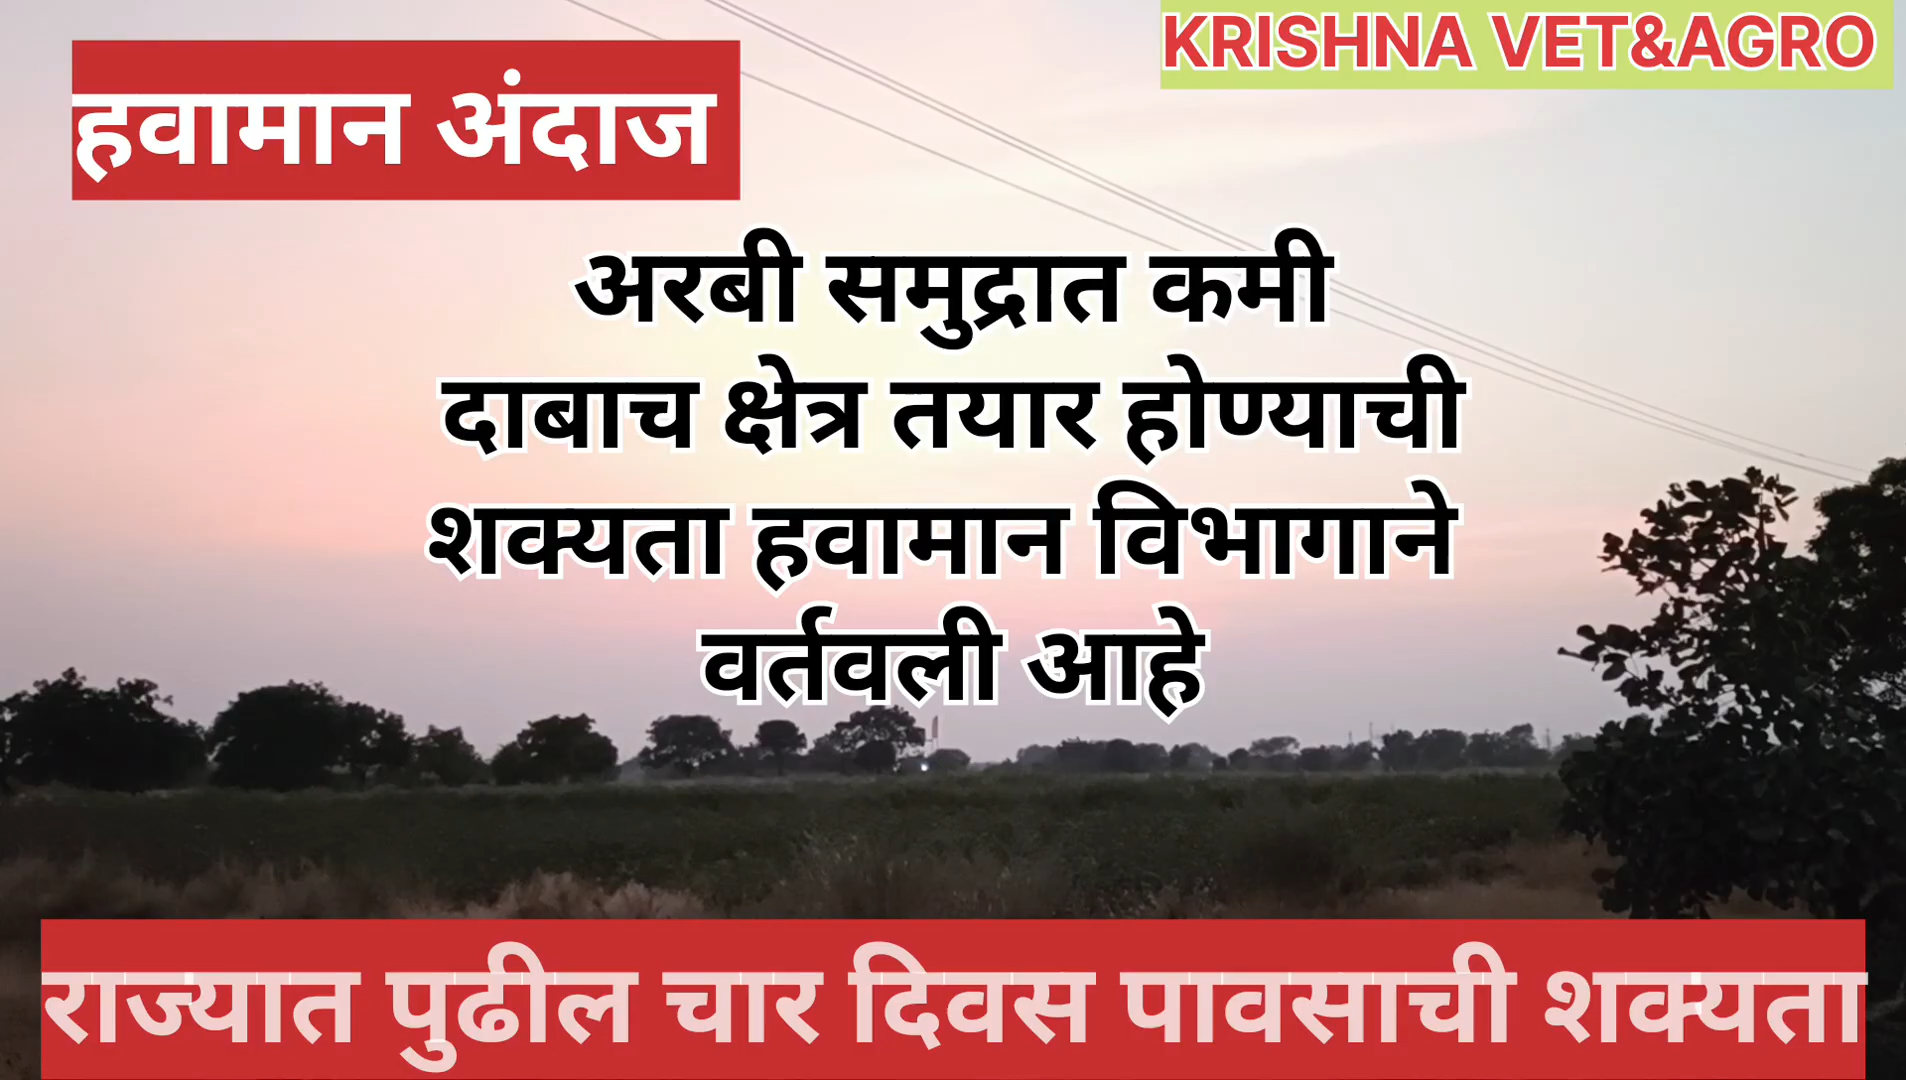 KRISHNA VET&AGRO
हवामान अंदाज
अरबी समुद्रात कमी
दाबाच क्षेत्र तयार होण्याची
शक्यता हवामान विभागाने
वर्तवली आहे
राज्यात पुढील चार दिवस पावसाची शक्यता